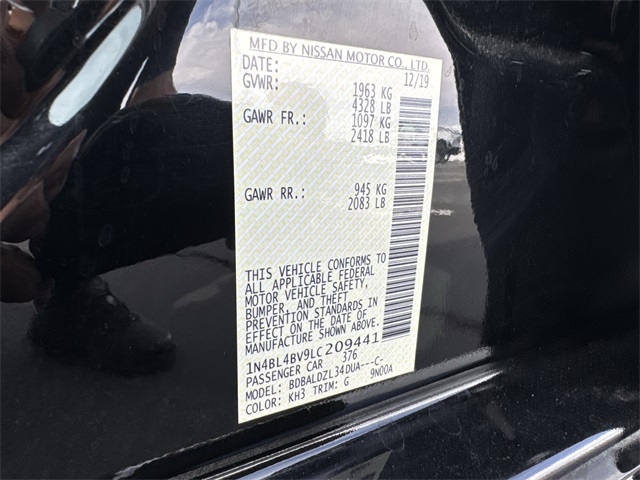 MFD BY NISSAN MOTOR CO., LTD.
DATE: 12/19
GVWR: 1963 KG
4328 LB
GAWR FR.: 1097 KG
2418 LB
GAWR RR.: 945 KG
2083 LB
THIS VEHICLE CONFORMS TO
ALL APPLICABLE FEDERAL
MOTOR VEHICLE SAFETY,
BUMPER, AND THEFT
PREVENTION STANDARDS IN
EFFECT ON THE DATE OF
MANUFACTURE SHOWN ABOVE.
1N4BL4BV9LC209441
PASSENGER CAR 376
MODEL: BDBALDZL34DUA---C-
COLOR: KH3 TRIM: G 9N00A